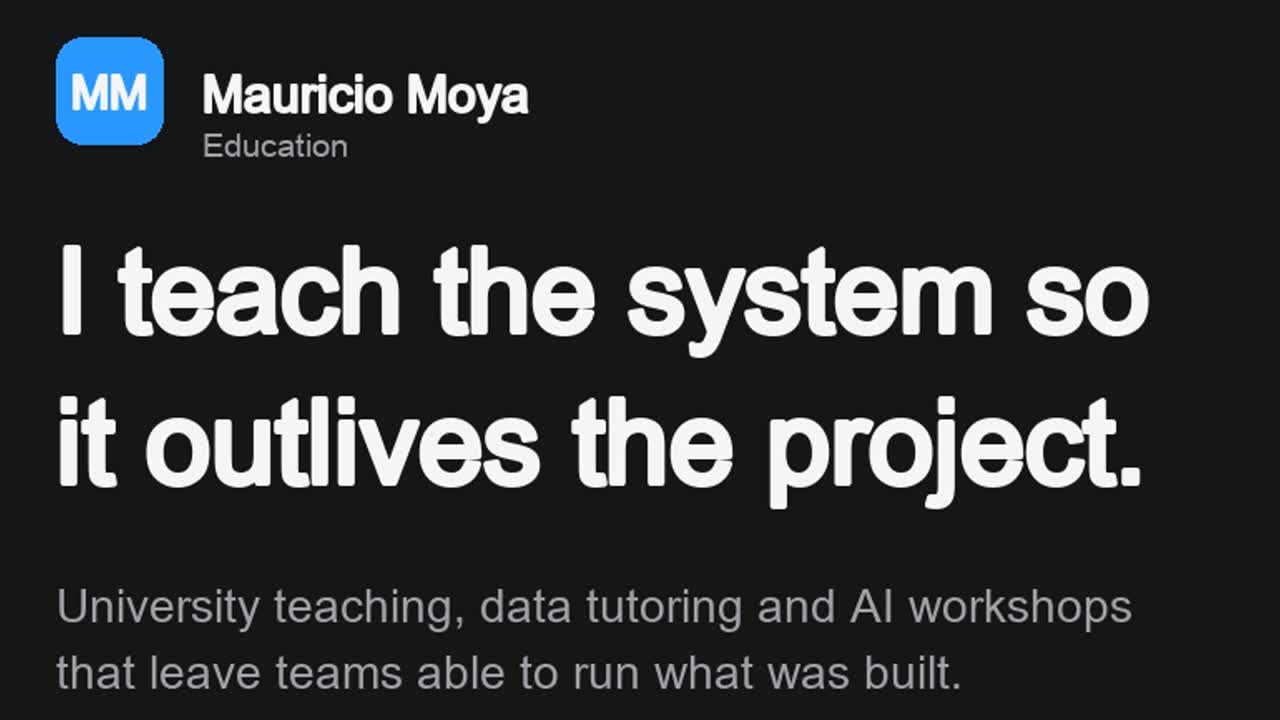 MM
Mauricio Moya
Education
I teach the system so
it outlives the project.
University teaching, data tutoring and AI workshops
that leave teams able to run what was built.